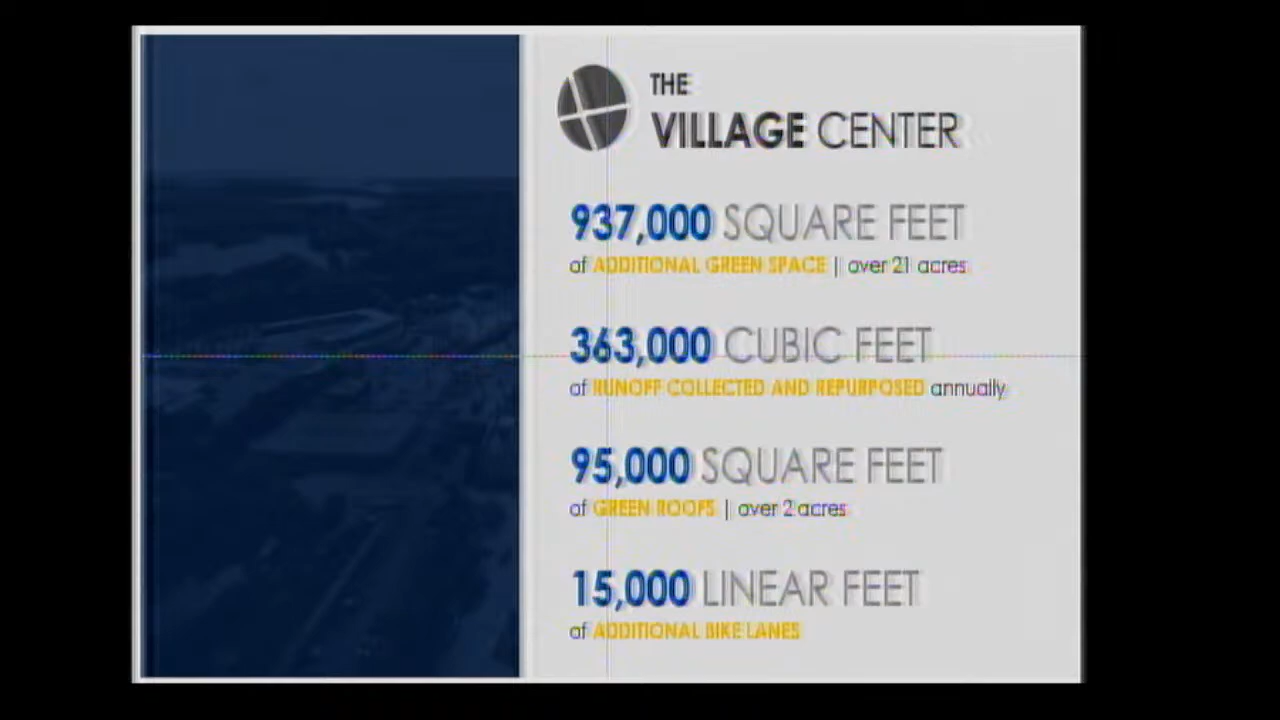 THE
VILLAGE CENTER
937,000 SQUARE FEET
of ADDITIONAL GREEN SPACE | over 21 acres
363,000 CUBIC FEET
of RUNOFF COLLECTED AND REPURPOSED annually
95,000 SQUARE FEET
of GREEN ROOFS | over 2 acres
15,000 LINEAR FEET
of ADDITIONAL BIKE LANES